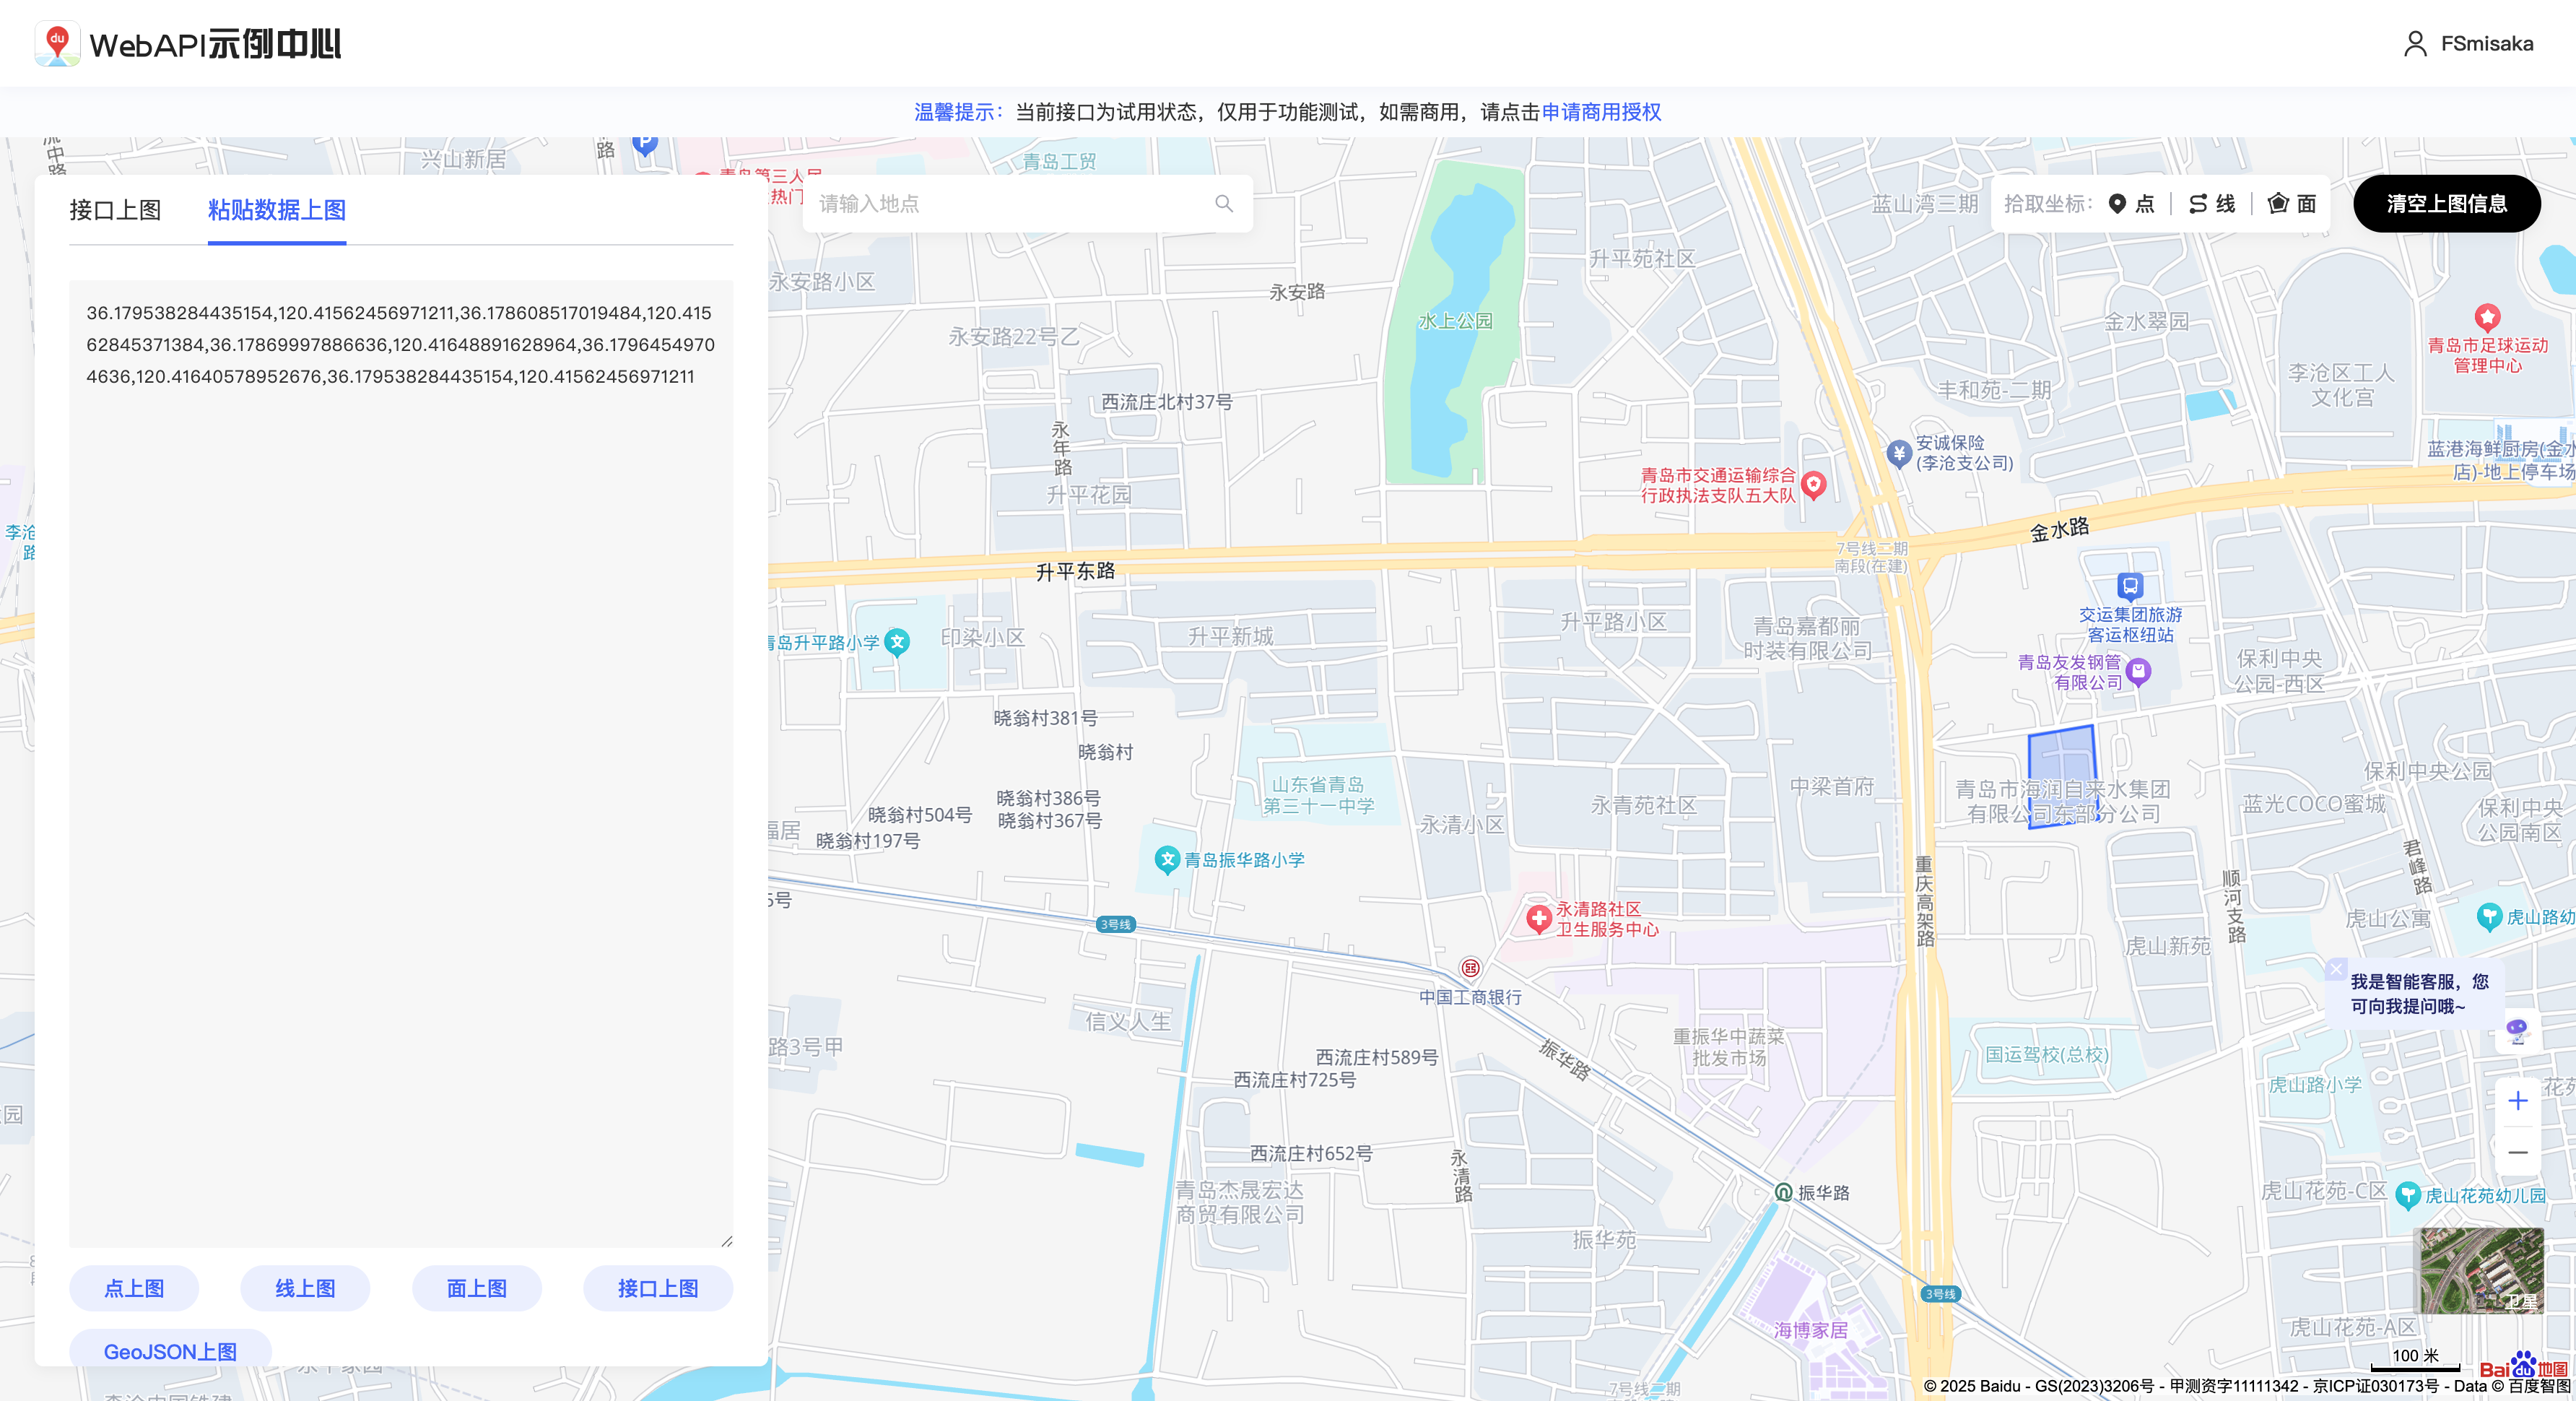 du WebAPI示例中心
FSmisaka
温馨提示：当前接口为试用状态，仅用于功能测试，如需商用，请点击申请商用授权
接口上图
粘贴数据上图
36.179538284435154,120.41562456971211,36.178608517019484,120.415
62845371384,36.17869997886636,120.41648891628964,36.1796454970
4636,120.41640578952676,36.179538284435154,120.41562456971211
点上图
线上图
面上图
接口上图
GeoJSON上图
请输入地点
拾取坐标：
点
线
面
清空上图信息
兴山新居
路
P
青岛工贸
蓝山湾三期
升平苑社区
永安路小区
永安路
永安路22号乙
水上公园
金水翠园
青岛市足球运动
管理中心
李沧区工人
文化宫
丰和苑-二期
西流庄北村37号
永年路
安诚保险
(李沧支公司)
蓝港海鲜厨房(金水
店)-地上停车场
青岛市交通运输综合
行政执法支队五大队
升平花园
金水路
7号线二期
南段(在建)
升平东路
交运集团旅游
客运枢纽站
青岛升平路小学
文
印染小区
升平新城
升平路小区
青岛嘉都丽
时装有限公司
青岛友发钢管
有限公司
保利中央
公园-西区
晓翁村381号
晓翁村
山东省青岛
第三十一中学
中梁首府
青岛市海润自来水集团
有限公司东部分公司
保利中央公园
晓翁村386号
晓翁村367号
晓翁村504号
晓翁村197号
福居
永青苑社区
永清小区
蓝光COCO蜜城
保利中央
公园南区
文
青岛振华路小学
重庆高架路
君峰路
顺河支路
5号
3号线
永清路社区
卫生服务中心
虎山公寓
虎山路幼
虎山新苑
中国工商银行
我是智能客服，您
可向我提问哦~
信义人生
路3号甲
重振华中蔬菜
批发市场
振华路
国运驾校(总校)
西流庄村589号
西流庄村725号
虎山路小学
花苑
西流庄村652号
永清路
青岛杰晟宏达
商贸有限公司
振华路
虎山花苑-C区
虎山花苑幼儿园
振华苑
3号线
卫星
海博家居
虎山花苑-A区
100 米
Baidu地图
7号线二期
© 2025 Baidu - GS(2023)3206号 - 甲测资字11111342 - 京ICP证030173号 - Data © 百度智图